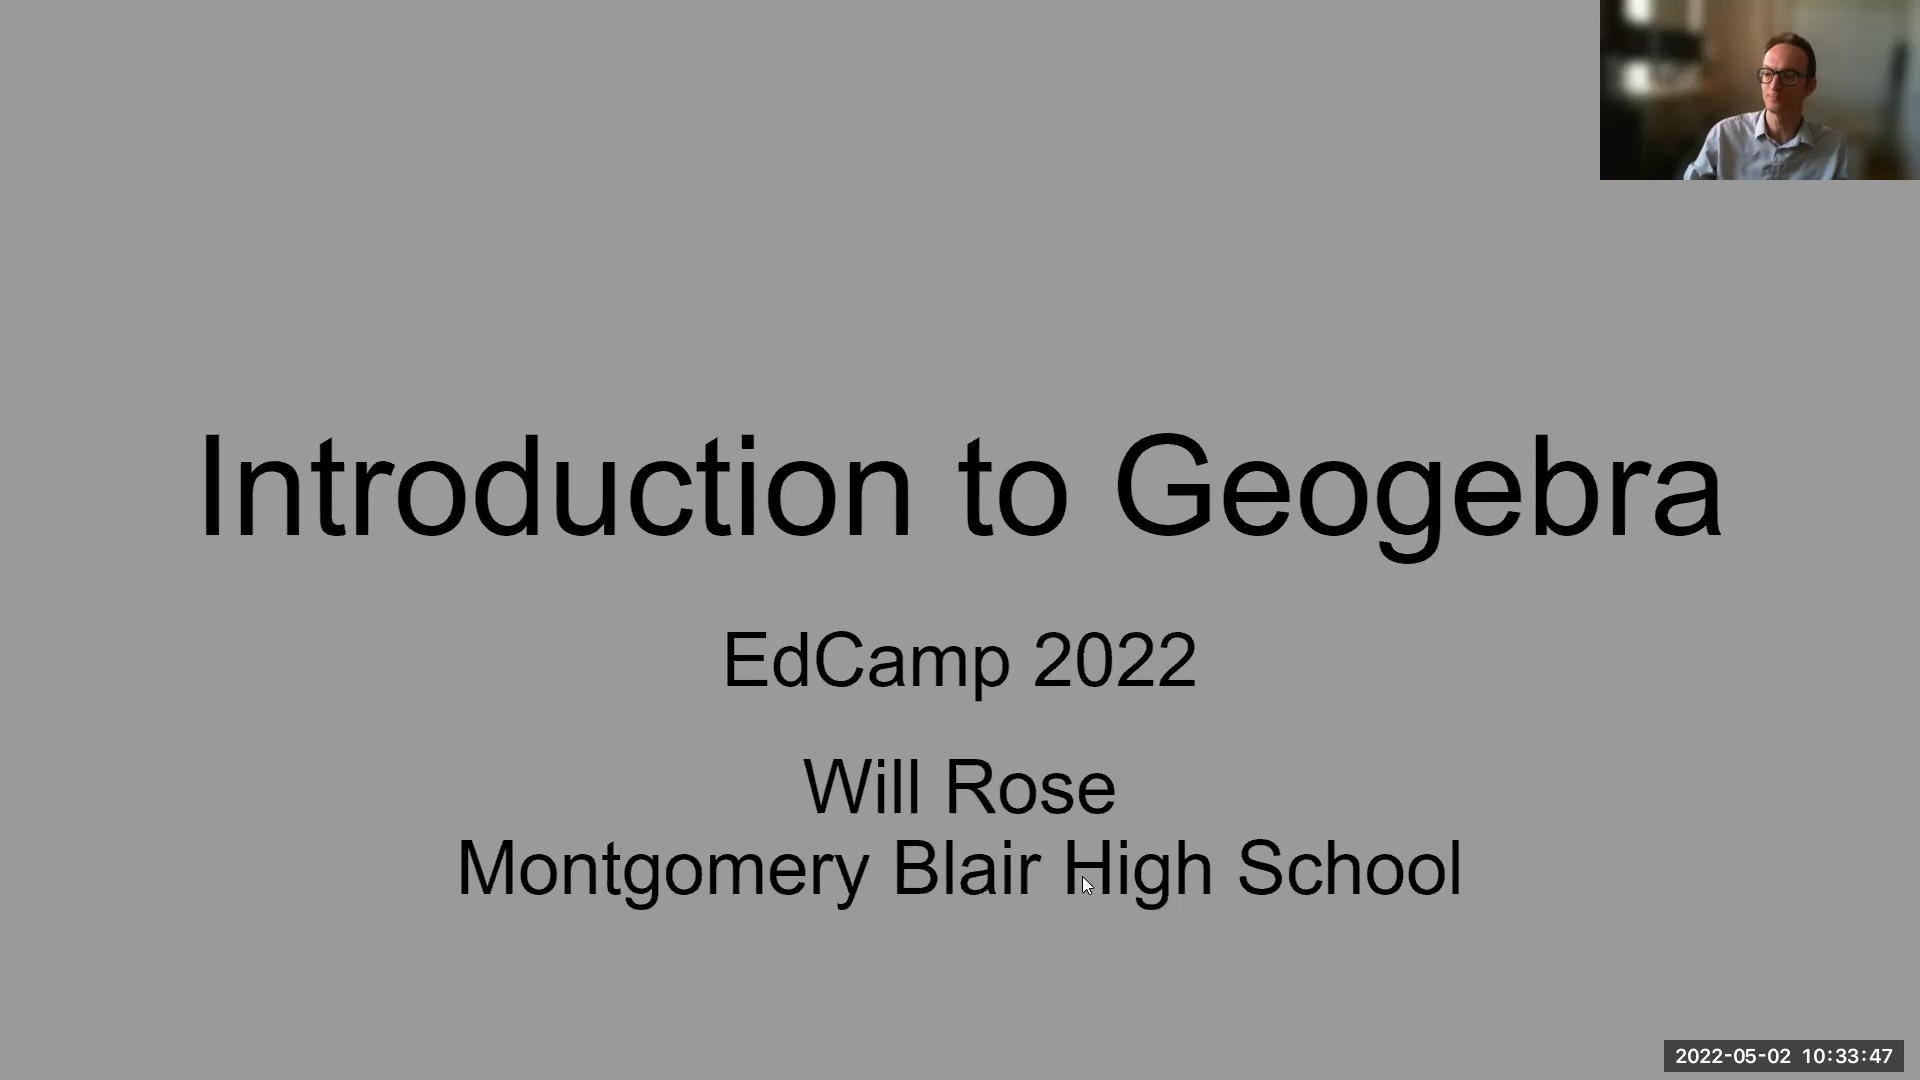 Introduction to Geogebra
EdCamp 2022
Will Rose
Montgomery Blair High School
2022-05-02 10:33:47